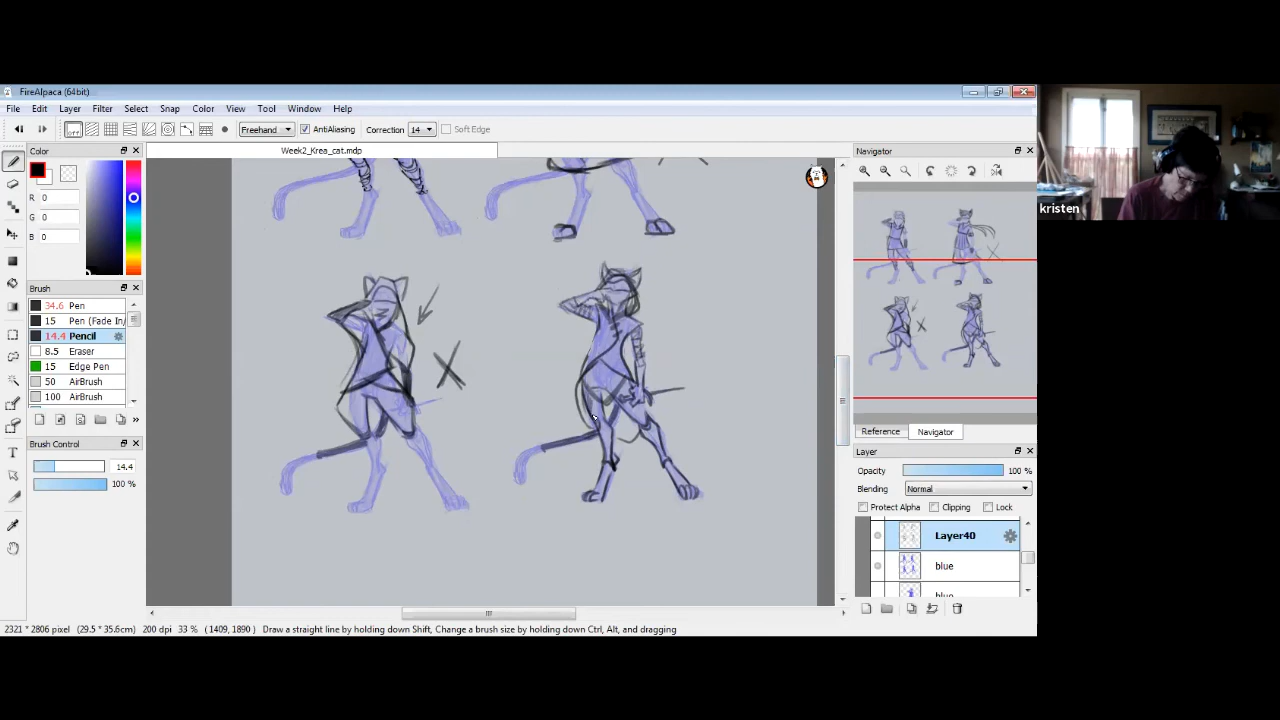 FireAlpaca (64bit)
File Edit Layer Filter Select Snap Color View Tool Window Help
Off Freehand AntiAliasing Correction 14 Soft Edge
Color
Week2_Krea_cat.mdp
Navigator
R 0
G 0
B 0
kristen
Brush
34.6 Pen
15 Pen (Fade In/
14.4 Pencil
8.5 Eraser
15 Edge Pen
50 AirBrush
100 AirBrush
Brush Control
14.4
100 %
Reference Navigator
Layer
Opacity 100 %
Blending Normal
Protect Alpha Clipping Lock
Layer40
blue
blue
2321 * 2806 pixel (29.5 * 35.6cm) 200 dpi 33 % (1409, 1890) Draw a straight line by holding down Shift, Change a brush size by holding down Ctrl, Alt, and dragging